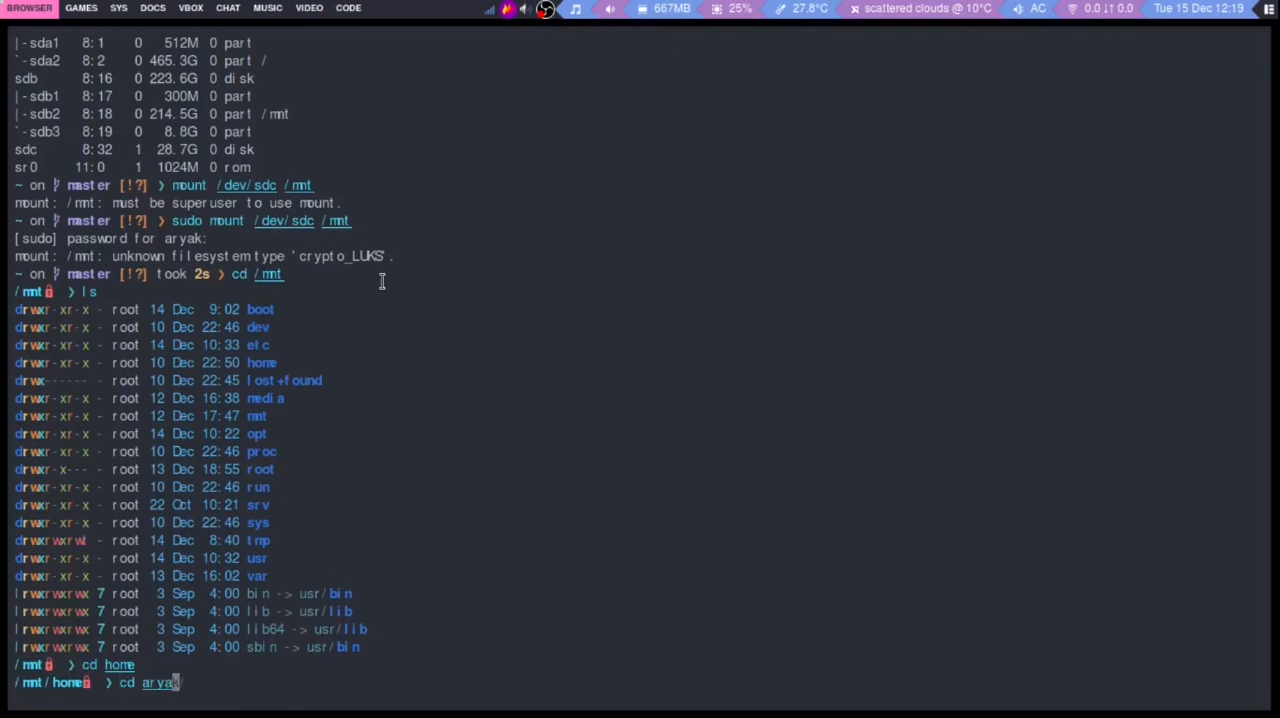 BROWSER GAMES SYS DOCS VBOX CHAT MUSIC VIDEO CODE 667MB 25% 27.8°C scattered clouds @ 10°C AC 0.0 ↓↑ 0.0 Tue 15 Dec 12:19
|-sda1 8:1 0 512M 0 part
`-sda2 8:2 0 465.3G 0 part /
sdb 8:16 0 223.6G 0 disk
|-sdb1 8:17 0 300M 0 part
|-sdb2 8:18 0 214.5G 0 part /mnt
`-sdb3 8:19 0 8.8G 0 part
sdc 8:32 1 28.7G 0 disk
sr0 11:0 1 1024M 0 rom
~ on master [!?] ❯ mount /dev/sdc /mnt
mount: /mnt: must be superuser to use mount.
~ on master [!?] ❯ sudo mount /dev/sdc /mnt
[sudo] password for aryak:
mount: /mnt: unknown filesystem type 'crypto_LUKS'.
~ on master [!?] took 2s ❯ cd /mnt
/mnt ❯ ls
drwxr-xr-x - root 14 Dec 9:02 boot
drwxr-xr-x - root 10 Dec 22:46 dev
drwxr-xr-x - root 14 Dec 10:33 etc
drwxr-xr-x - root 10 Dec 22:50 home
drwx------ - root 10 Dec 22:45 lost+found
drwxr-xr-x - root 12 Dec 16:38 media
drwxr-xr-x - root 12 Dec 17:47 mnt
drwxr-xr-x - root 14 Dec 10:22 opt
drwxr-xr-x - root 10 Dec 22:46 proc
drwxr-x--- - root 13 Dec 18:55 root
drwxr-xr-x - root 10 Dec 22:46 run
drwxr-xr-x - root 22 Oct 10:21 srv
drwxr-xr-x - root 10 Dec 22:46 sys
drwxrwxrwt - root 14 Dec 8:40 tmp
drwxr-xr-x - root 14 Dec 10:32 usr
drwxr-xr-x - root 13 Dec 16:02 var
lrwxrwxrwx 7 root 3 Sep 4:00 bin -> usr/bin
lrwxrwxrwx 7 root 3 Sep 4:00 lib -> usr/lib
lrwxrwxrwx 7 root 3 Sep 4:00 lib64 -> usr/lib
lrwxrwxrwx 7 root 3 Sep 4:00 sbin -> usr/bin
/mnt ❯ cd home
/mnt/home ❯ cd aryak/